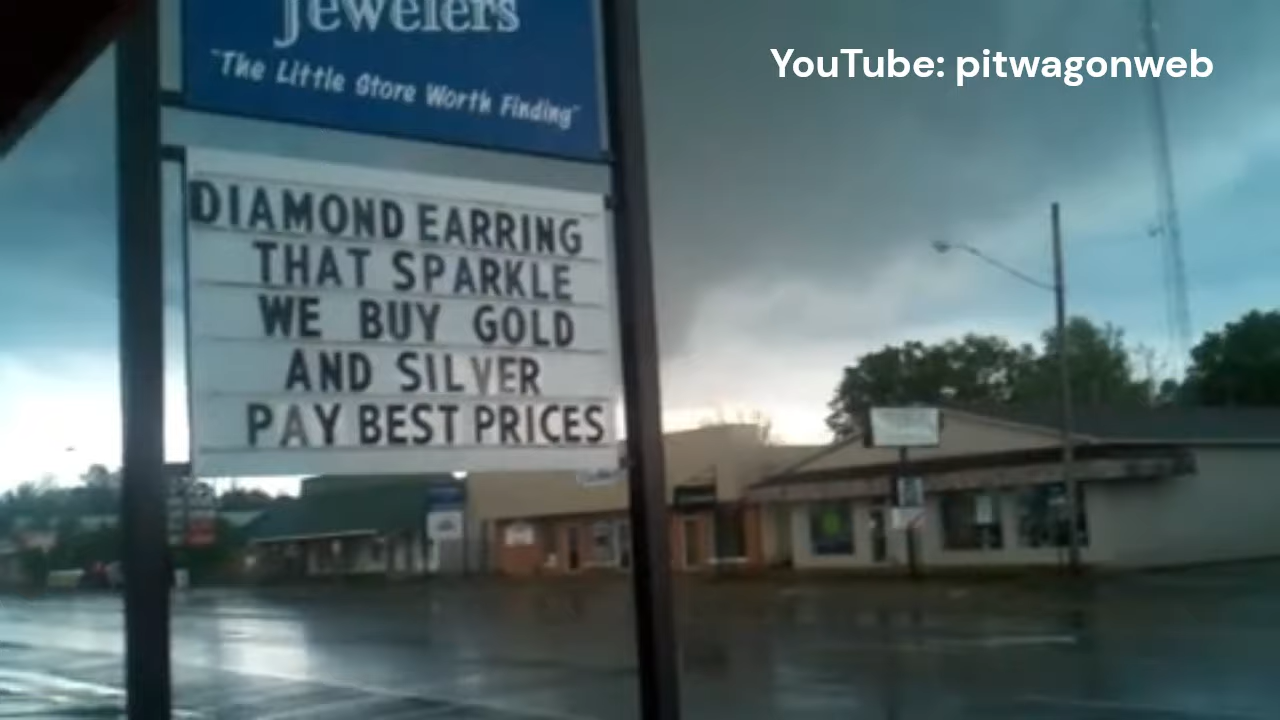 Jewelers
"The Little Store Worth Finding"
YouTube: pitwagonweb
DIAMOND EARRING
THAT SPARKLE
WE BUY GOLD
AND SILVER
PAY BEST PRICES